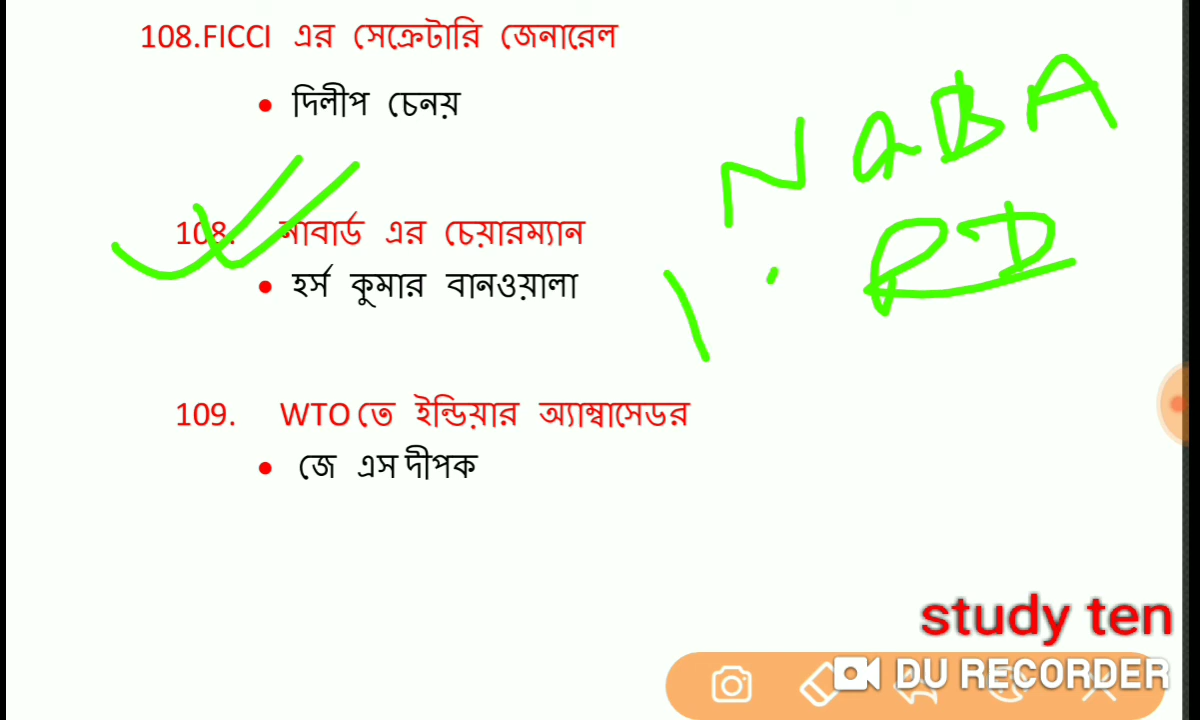 108.FICCI এর সেক্রেটারি জেনারেল
• দিলীপ চেনয়
NaBA
108. নাবার্ড এর চেয়ারম্যান
RD
• হর্স কুমার বানওয়ালা
109. WTO তে ইন্ডিয়ার অ্যাম্বাসেডর
• জে এস দীপক
study ten
DU RECORDER